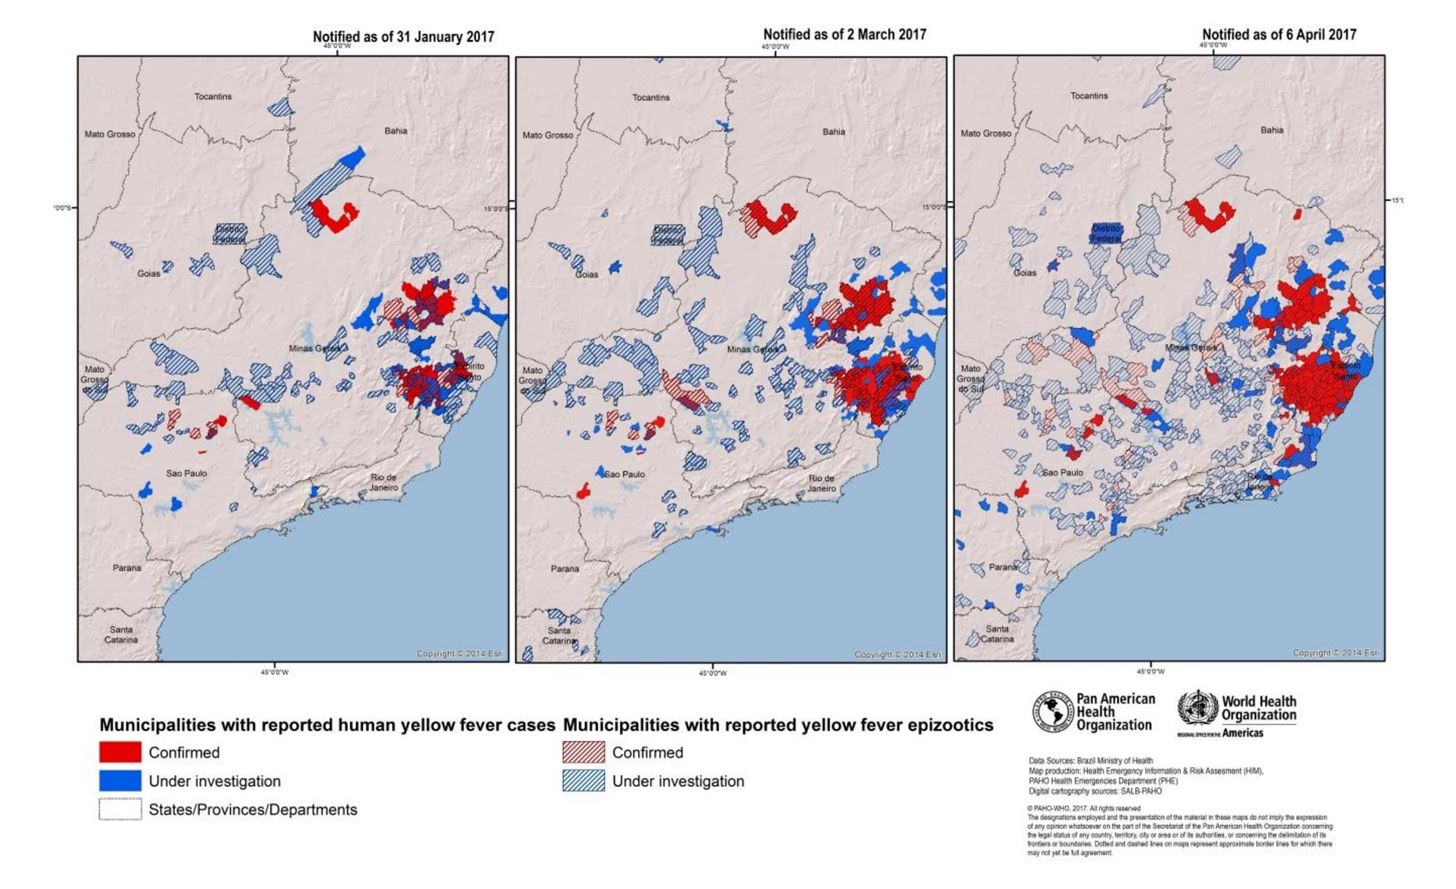 Notified as of 31 January 2017
Notified as of 2 March 2017
Notified as of 6 April 2017
45°0'0"W
45°0'0"W
45°0'0"W
Tocantins
Mato Grosso
Bahia
Distrito
Federal
Goias
Minas Gerais
Mato
Grosso
do Sul
Espirito
Santo
Sao Paulo
Rio de
Janeiro
Parana
Santa
Catarina
Copyright © 2014 Esri
Tocantins
Mato Grosso
Bahia
15°0'0"S
Distrito
Federal
Goias
Minas Gerais
Mato
Grosso
do Sul
Espirito
Santo
Sao Paulo
Rio de
Janeiro
Parana
Santa
Catarina
Copyright © 2014 Esri
Tocantins
Mato Grosso
Bahia
15°0'0"S
Distrito
Federal
Goias
Minas Gerais
Mato
Grosso
do Sul
Espirito
Santo
Sao Paulo
Rio de
Janeiro
Parana
Santa
Catarina
Copyright © 2014 Esri
45°0'0"W
45°0'0"W
45°0'0"W
Municipalities with reported human yellow fever cases
Confirmed
Under investigation
States/Provinces/Departments
Municipalities with reported yellow fever epizootics
Confirmed
Under investigation
Pan American
Health
Organization
World Health
Organization
REGIONAL OFFICE FOR THE Americas
Data Sources: Brazil Ministry of Health
Map production: Health Emergency Information & Risk Assesment (HIM),
PAHO Health Emergencies Department (PHE)
Digital cartography sources: SALB-PAHO
© PAHO-WHO, 2017. All rights reserved
The designations employed and the presentation of the material in these maps do not imply the expression
of any opinion whatsoever on the part of the Secretariat of the Pan American Health Organization concerning
the legal status of any country, territory, city or area or of its authorities, or concerning the delimitation of its
frontiers or boundaries. Dotted and dashed lines on maps represent approximate border lines for which there
may not yet be full agreement.